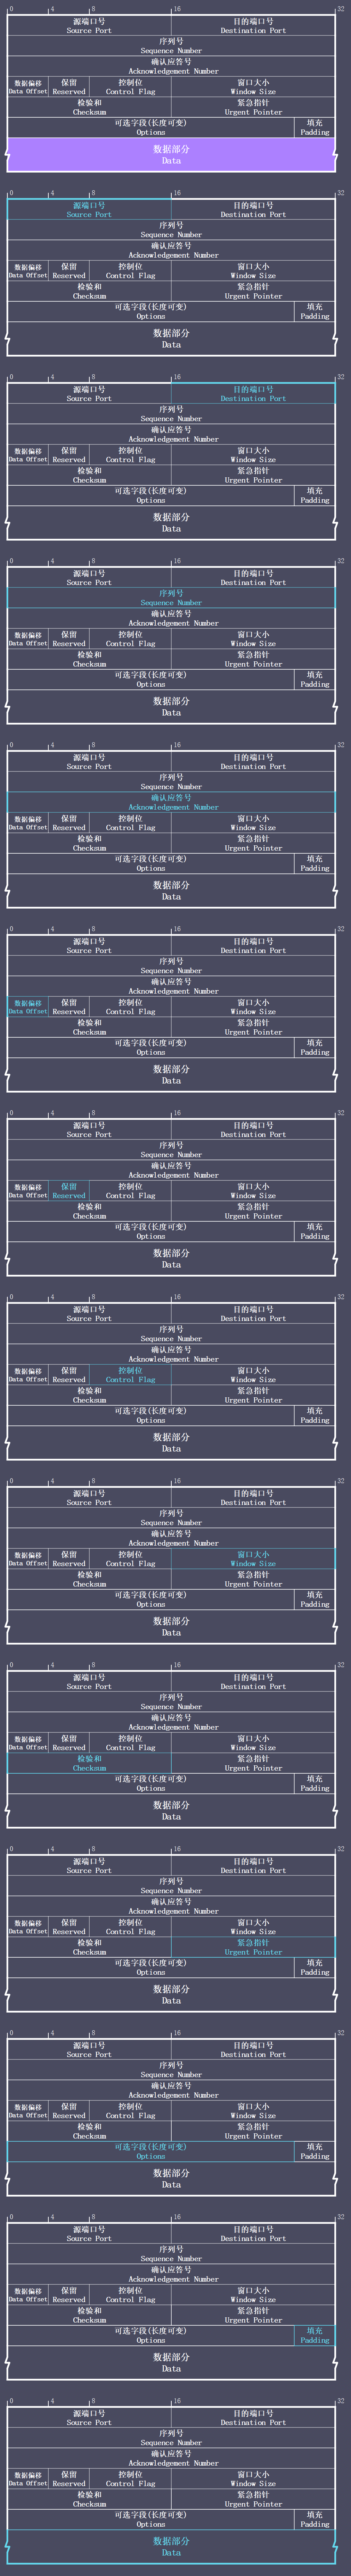 0 4 8 16 32
源端口号 目的端口号
Source Port Destination Port
序列号
Sequence Number
确认应答号
Acknowledgement Number
数据偏移 保留 控制位 窗口大小
Data Offset Reserved Control Flag Window Size
检验和 紧急指针
Checksum Urgent Pointer
可选字段(长度可变) 填充
Options Padding
数据部分
Data
0 4 8 16 32
源端口号 目的端口号
Source Port Destination Port
序列号
Sequence Number
确认应答号
Acknowledgement Number
数据偏移 保留 控制位 窗口大小
Data Offset Reserved Control Flag Window Size
检验和 紧急指针
Checksum Urgent Pointer
可选字段(长度可变) 填充
Options Padding
数据部分
Data
0 4 8 16 32
源端口号 目的端口号
Source Port Destination Port
序列号
Sequence Number
确认应答号
Acknowledgement Number
数据偏移 保留 控制位 窗口大小
Data Offset Reserved Control Flag Window Size
检验和 紧急指针
Checksum Urgent Pointer
可选字段(长度可变) 填充
Options Padding
数据部分
Data
0 4 8 16 32
源端口号 目的端口号
Source Port Destination Port
序列号
Sequence Number
确认应答号
Acknowledgement Number
数据偏移 保留 控制位 窗口大小
Data Offset Reserved Control Flag Window Size
检验和 紧急指针
Checksum Urgent Pointer
可选字段(长度可变) 填充
Options Padding
数据部分
Data
0 4 8 16 32
源端口号 目的端口号
Source Port Destination Port
序列号
Sequence Number
确认应答号
Acknowledgement Number
数据偏移 保留 控制位 窗口大小
Data Offset Reserved Control Flag Window Size
检验和 紧急指针
Checksum Urgent Pointer
可选字段(长度可变) 填充
Options Padding
数据部分
Data
0 4 8 16 32
源端口号 目的端口号
Source Port Destination Port
序列号
Sequence Number
确认应答号
Acknowledgement Number
数据偏移 保留 控制位 窗口大小
Data Offset Reserved Control Flag Window Size
检验和 紧急指针
Checksum Urgent Pointer
可选字段(长度可变) 填充
Options Padding
数据部分
Data
0 4 8 16 32
源端口号 目的端口号
Source Port Destination Port
序列号
Sequence Number
确认应答号
Acknowledgement Number
数据偏移 保留 控制位 窗口大小
Data Offset Reserved Control Flag Window Size
检验和 紧急指针
Checksum Urgent Pointer
可选字段(长度可变) 填充
Options Padding
数据部分
Data
0 4 8 16 32
源端口号 目的端口号
Source Port Destination Port
序列号
Sequence Number
确认应答号
Acknowledgement Number
数据偏移 保留 控制位 窗口大小
Data Offset Reserved Control Flag Window Size
检验和 紧急指针
Checksum Urgent Pointer
可选字段(长度可变) 填充
Options Padding
数据部分
Data
0 4 8 16 32
源端口号 目的端口号
Source Port Destination Port
序列号
Sequence Number
确认应答号
Acknowledgement Number
数据偏移 保留 控制位 窗口大小
Data Offset Reserved Control Flag Window Size
检验和 紧急指针
Checksum Urgent Pointer
可选字段(长度可变) 填充
Options Padding
数据部分
Data
0 4 8 16 32
源端口号 目的端口号
Source Port Destination Port
序列号
Sequence Number
确认应答号
Acknowledgement Number
数据偏移 保留 控制位 窗口大小
Data Offset Reserved Control Flag Window Size
检验和 紧急指针
Checksum Urgent Pointer
可选字段(长度可变) 填充
Options Padding
数据部分
Data
0 4 8 16 32
源端口号 目的端口号
Source Port Destination Port
序列号
Sequence Number
确认应答号
Acknowledgement Number
数据偏移 保留 控制位 窗口大小
Data Offset Reserved Control Flag Window Size
检验和 紧急指针
Checksum Urgent Pointer
可选字段(长度可变) 填充
Options Padding
数据部分
Data
0 4 8 16 32
源端口号 目的端口号
Source Port Destination Port
序列号
Sequence Number
确认应答号
Acknowledgement Number
数据偏移 保留 控制位 窗口大小
Data Offset Reserved Control Flag Window Size
检验和 紧急指针
Checksum Urgent Pointer
可选字段(长度可变) 填充
Options Padding
数据部分
Data
0 4 8 16 32
源端口号 目的端口号
Source Port Destination Port
序列号
Sequence Number
确认应答号
Acknowledgement Number
数据偏移 保留 控制位 窗口大小
Data Offset Reserved Control Flag Window Size
检验和 紧急指针
Checksum Urgent Pointer
可选字段(长度可变) 填充
Options Padding
数据部分
Data
0 4 8 16 32
源端口号 目的端口号
Source Port Destination Port
序列号
Sequence Number
确认应答号
Acknowledgement Number
数据偏移 保留 控制位 窗口大小
Data Offset Reserved Control Flag Window Size
检验和 紧急指针
Checksum Urgent Pointer
可选字段(长度可变) 填充
Options Padding
数据部分
Data